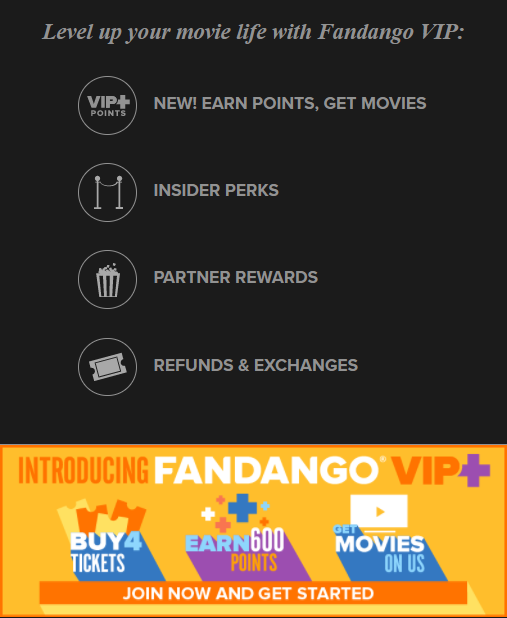 Level up your movie life with Fandango VIP:
VIP+
POINTS
NEW! EARN POINTS, GET MOVIES
INSIDER PERKS
PARTNER REWARDS
REFUNDS & EXCHANGES
INTRODUCING FANDANGO® VIP+
BUY 4
TICKETS
EARN 600
POINTS
GET
MOVIES
ON US
JOIN NOW AND GET STARTED